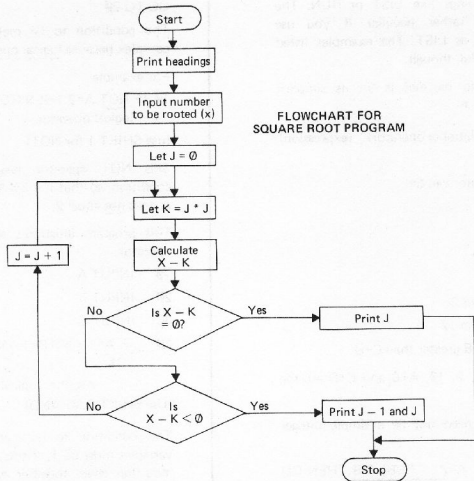 Start
Print headings
Input number
to be rooted (x)
FLOWCHART FOR
SQUARE ROOT PROGRAM
Let J = Ø
Let K = J * J
J = J + 1
Calculate
X – K
No
Is X – K
= Ø?
Yes
Print J
No
Is
X – K < Ø
Yes
Print J – 1 and J
Stop